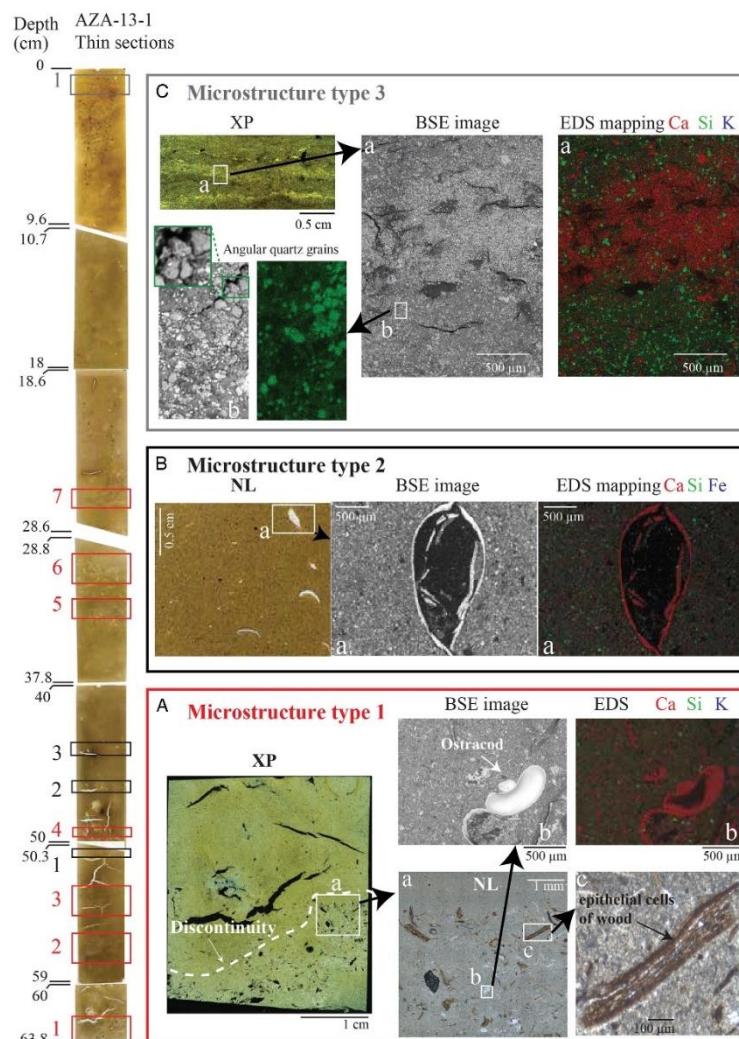 Depth
(cm)
AZA-13-1
Thin sections
0
1
9.6
10.7
18
18.6
7
28.6
28.8
6
5
37.8
40
3
2
4
50
50.3
1
3
2
59
60
1
63.8
C Microstructure type 3
XP
BSE image
EDS mapping Ca Si K
a
0.5 cm
a
500 µm
a
500 µm
Angular quartz grains
b
b
B Microstructure type 2
NL
BSE image
EDS mapping Ca Si Fe
0.5 cm
a
500 µm
a
500 µm
a
A Microstructure type 1
BSE image
EDS Ca Si K
XP
Ostracod
b
500 µm
b
500 µm
a
Discontinuity
1 cm
a
NL
1 mm
b
c
c
epithelial cells
of wood
100 µm